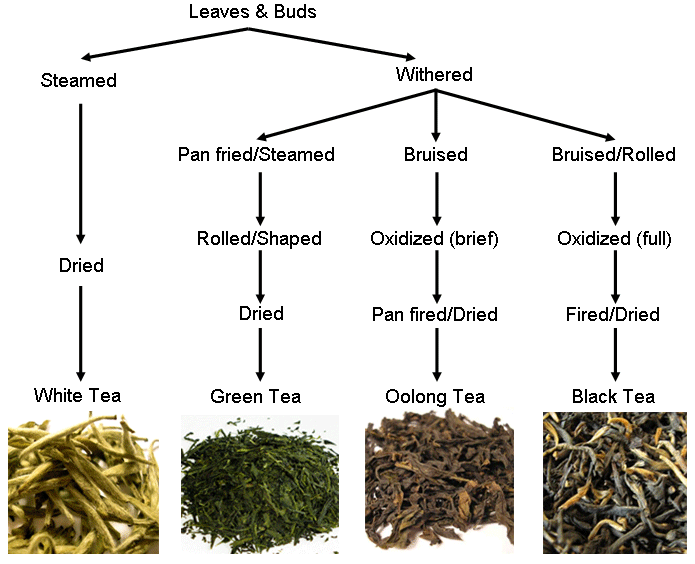 Leaves & Buds
Steamed
Withered
Pan fried/Steamed
Bruised
Bruised/Rolled
Rolled/Shaped
Oxidized (brief)
Oxidized (full)
Dried
Dried
Pan fired/Dried
Fired/Dried
White Tea
Green Tea
Oolong Tea
Black Tea